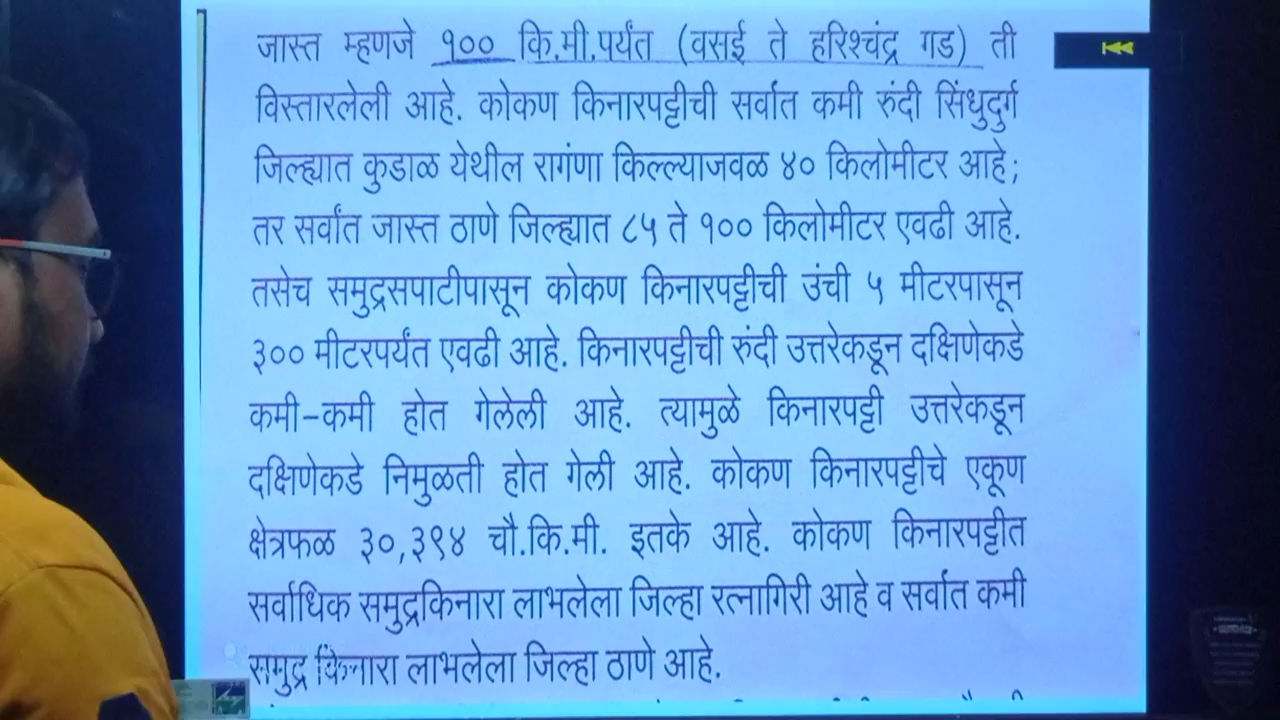 जास्त म्हणजे १०० कि.मी.पर्यंत (वसई ते हरिश्चंद्र गड) ती
विस्तारलेली आहे. कोकण किनारपट्टीची सर्वात कमी रुंदी सिंधुदुर्ग
जिल्ह्यात कुडाळ येथील रागंणा किल्ल्याजवळ ४० किलोमीटर आहे;
तर सर्वांत जास्त ठाणे जिल्ह्यात ८५ ते १०० किलोमीटर एवढी आहे.
तसेच समुद्रसपाटीपासून कोकण किनारपट्टीची उंची ५ मीटरपासून
३०० मीटरपर्यंत एवढी आहे. किनारपट्टीची रुंदी उत्तरेकडून दक्षिणेकडे
कमी-कमी होत गेलेली आहे. त्यामुळे किनारपट्टी उत्तरेकडून
दक्षिणेकडे निमुळती होत गेली आहे. कोकण किनारपट्टीचे एकूण
क्षेत्रफळ ३०,३९४ चौ.कि.मी. इतके आहे. कोकण किनारपट्टीत
सर्वाधिक समुद्रकिनारा लाभलेला जिल्हा रत्नागिरी आहे व सर्वात कमी
समुद्र किनारा लाभलेला जिल्हा ठाणे आहे.